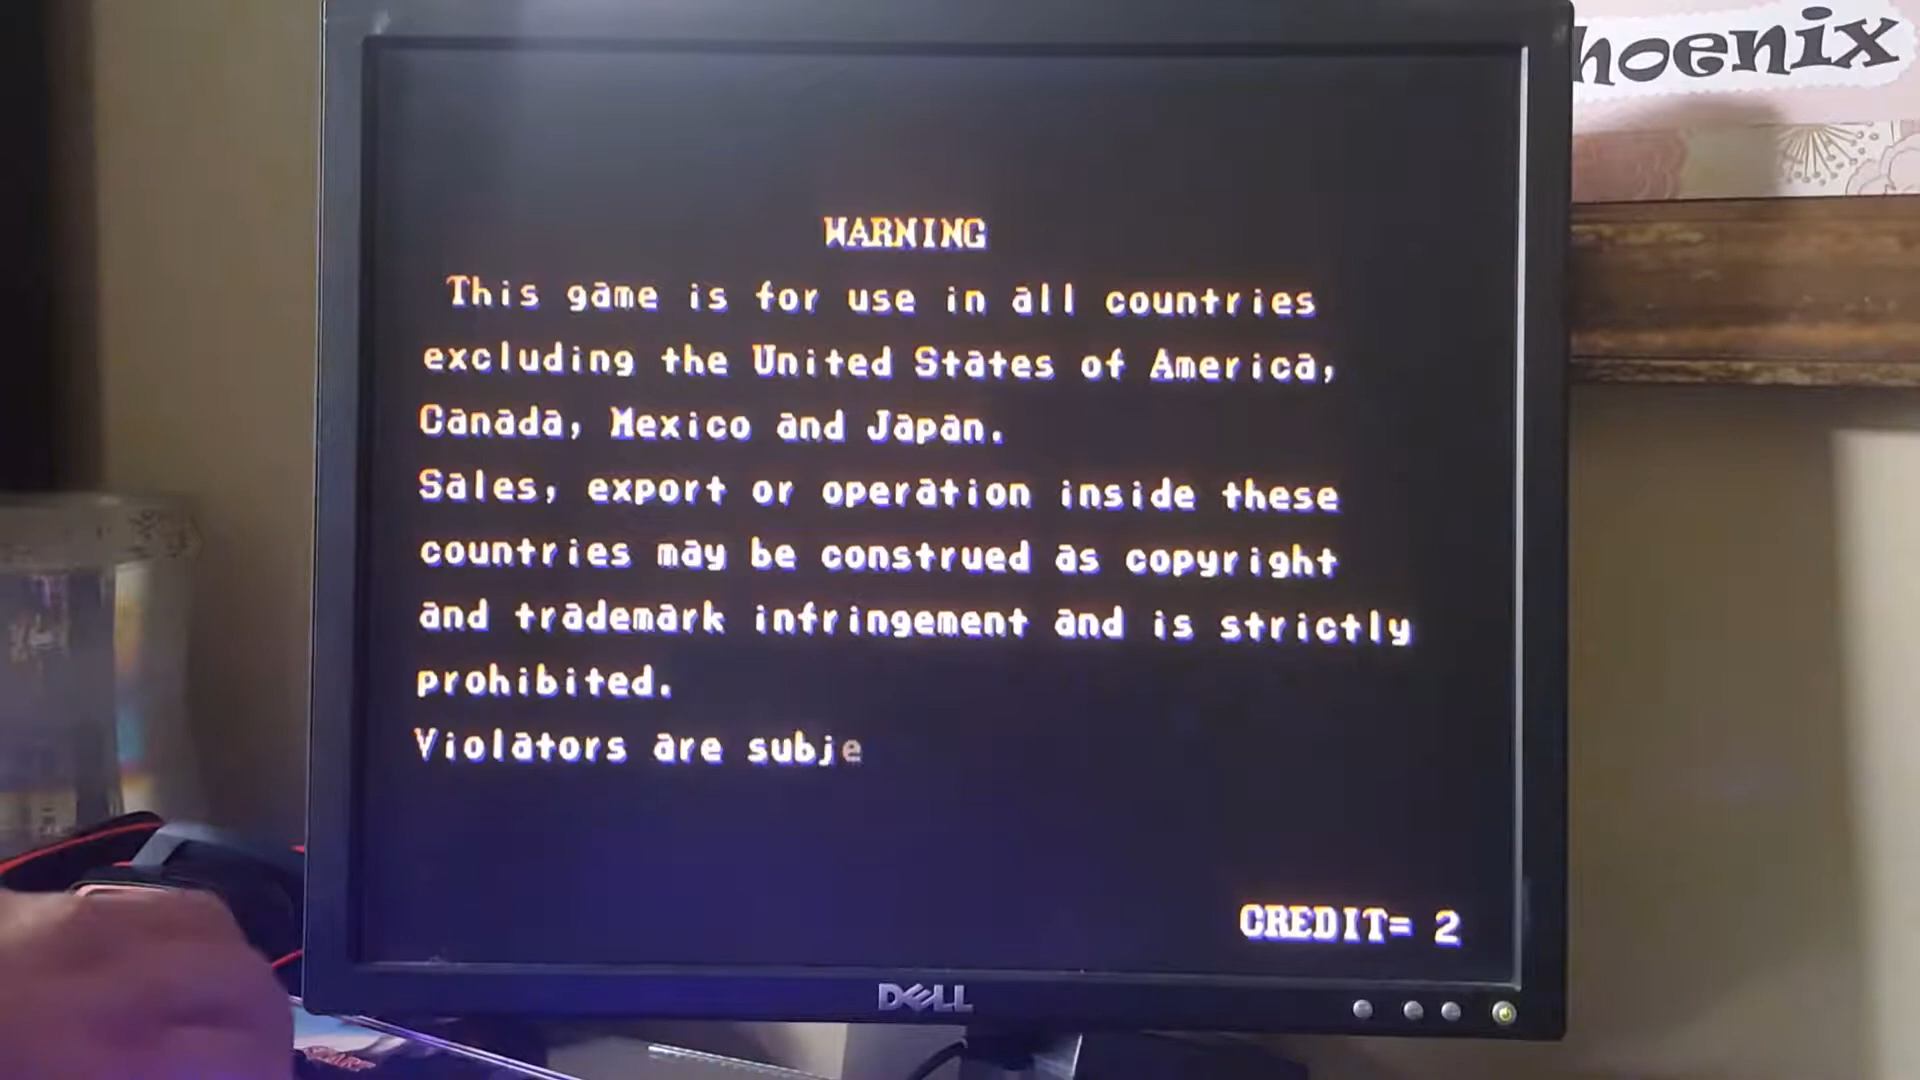 hoenix
WARNING
This game is for use in all countries
excluding the United States of America,
Canada, Mexico and Japan.
Sales, export or operation inside these
countries may be construed as copyright
and trademark infringement and is strictly
prohibited.
Violators are subje
CREDIT= 2
DELL
START